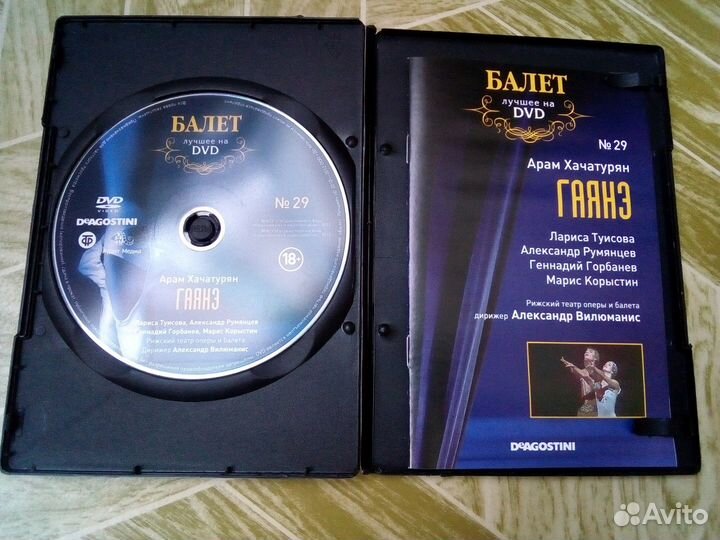 БАЛЕТ
лучшее на
DVD
№ 29
DVD
VIDEO
DeAGOSTINI
18+
Арам Хачатурян
ГАЯНЭ
Лариса Туисова, Александр Румянцев
Геннадий Горбанев, Марис Корыстин
Рижский театр оперы и балета
Дирижер Александр Вилюманис
БАЛЕТ
лучшее на
DVD
№ 29
Арам Хачатурян
ГАЯНЭ
Лариса Туисова
Александр Румянцев
Геннадий Горбанев
Марис Корыстин
Рижский театр оперы и балета
дирижер Александр Вилюманис
DeAGOSTINI
Avito